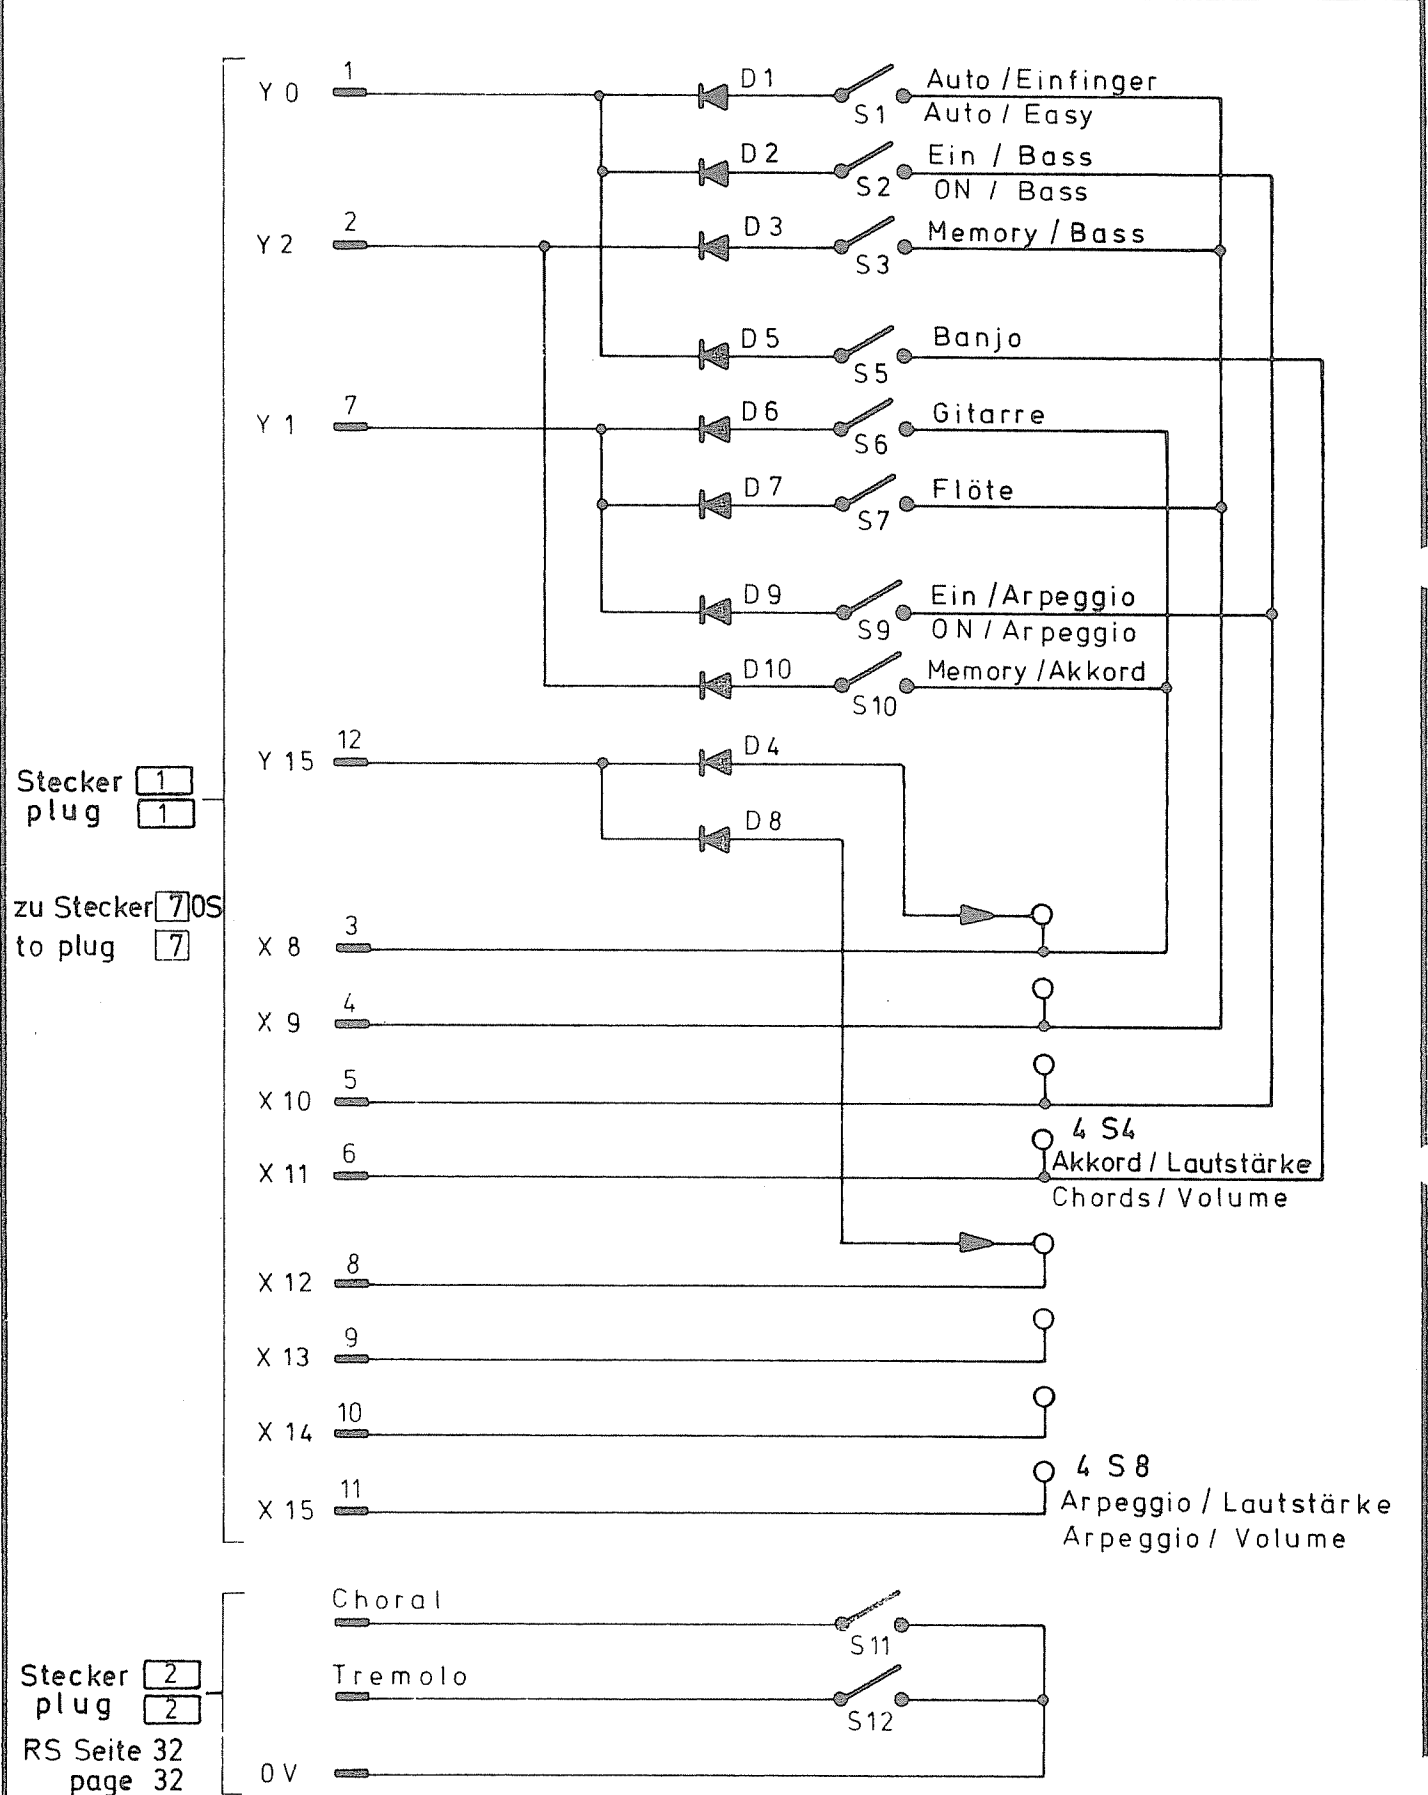 Y 0 1 D1 S1 Auto / Einfinger
Auto / Easy
D2 S2 Ein / Bass
ON / Bass
Y 2 2 D3 S3 Memory / Bass
D5 S5 Banjo
Y 1 7 D6 S6 Gitarre
D7 S7 Flöte
D9 S9 Ein / Arpeggio
ON / Arpeggio
D10 S10 Memory / Akkord
Y 15 12 D4
D8
Stecker 1
plug 1
zu Stecker 7 OS
to plug 7
X 8 3
X 9 4
X 10 5
X 11 6
4 S4
Akkord / Lautstärke
Chords / Volume
X 12 8
X 13 9
X 14 10
X 15 11
4 S 8
Arpeggio / Lautstärke
Arpeggio / Volume
Choral S11
Tremolo S12
0 V
Stecker 2
plug 2
RS Seite 32
page 32